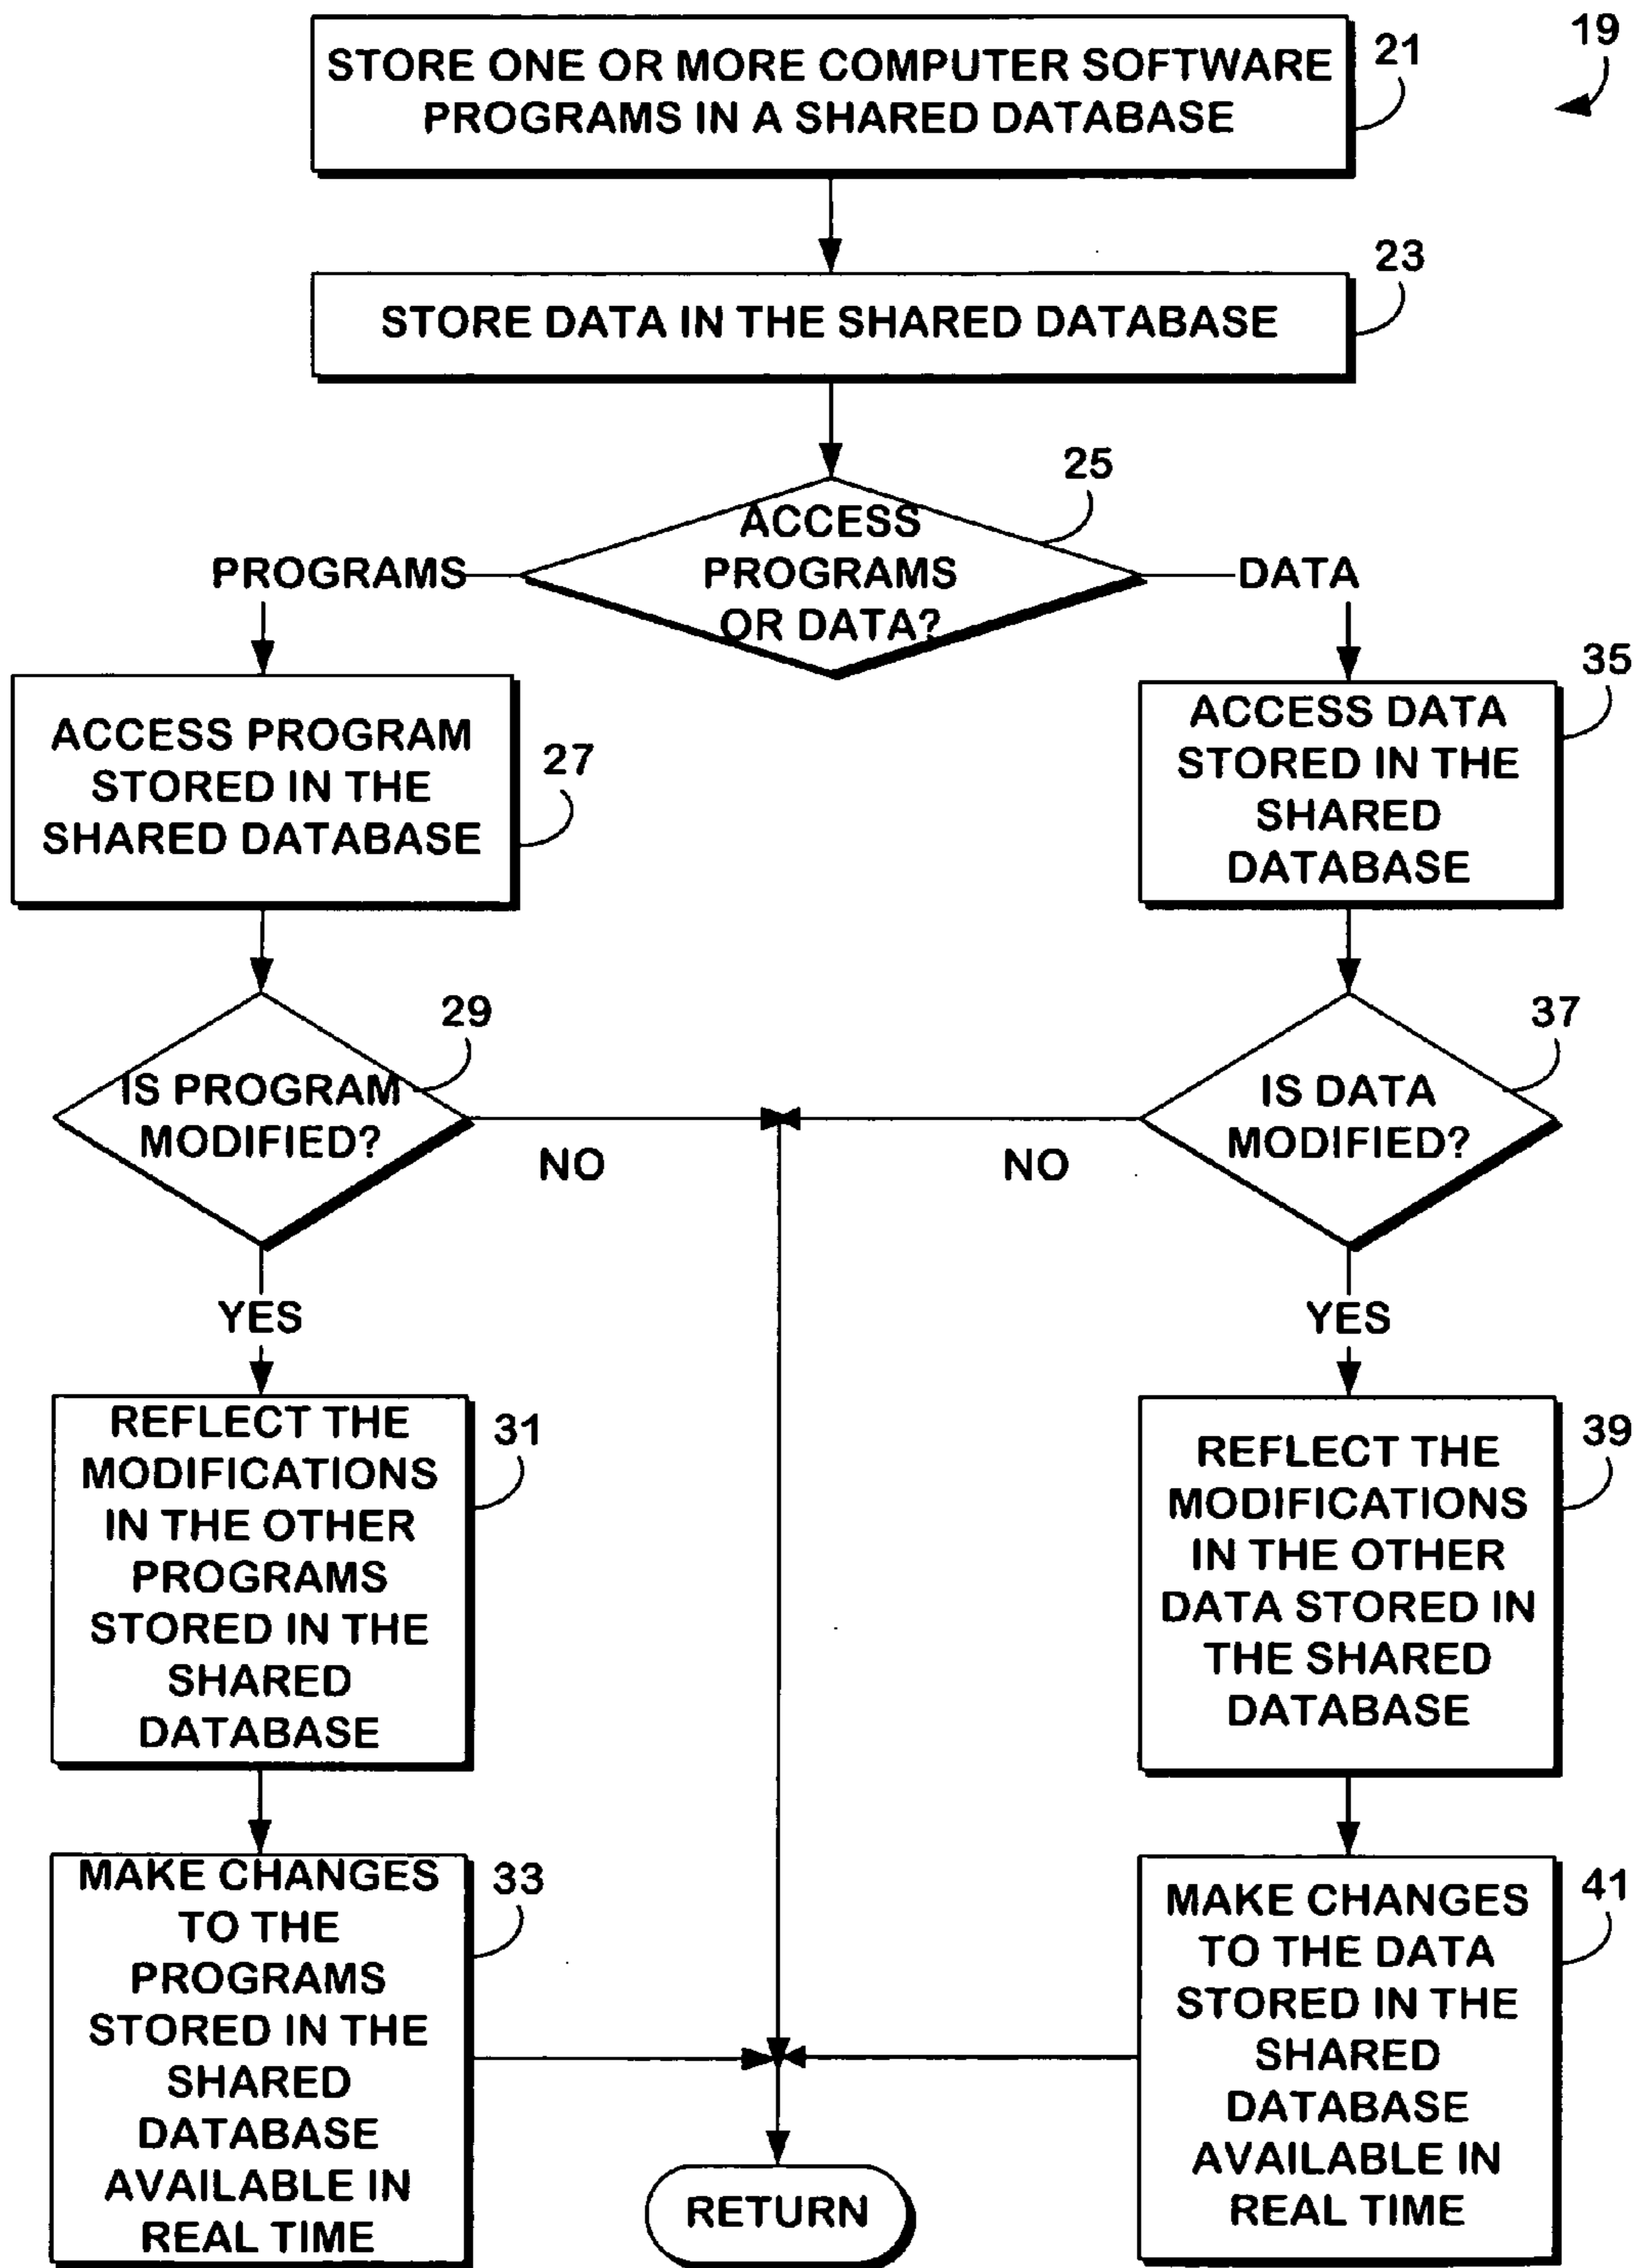 19
STORE ONE OR MORE COMPUTER SOFTWARE
PROGRAMS IN A SHARED DATABASE
21
STORE DATA IN THE SHARED DATABASE
23
ACCESS
PROGRAMS
OR DATA?
25
PROGRAMS
DATA
ACCESS PROGRAM
STORED IN THE
SHARED DATABASE
27
ACCESS DATA
STORED IN THE
SHARED
DATABASE
35
IS PROGRAM
MODIFIED?
29
NO
IS DATA
MODIFIED?
37
NO
YES
YES
REFLECT THE
MODIFICATIONS
IN THE OTHER
PROGRAMS
STORED IN THE
SHARED
DATABASE
31
REFLECT THE
MODIFICATIONS
IN THE OTHER
DATA STORED IN
THE SHARED
DATABASE
39
MAKE CHANGES
TO THE
PROGRAMS
STORED IN THE
SHARED
DATABASE
AVAILABLE IN
REAL TIME
33
MAKE CHANGES
TO THE DATA
STORED IN THE
SHARED
DATABASE
AVAILABLE IN
REAL TIME
41
RETURN